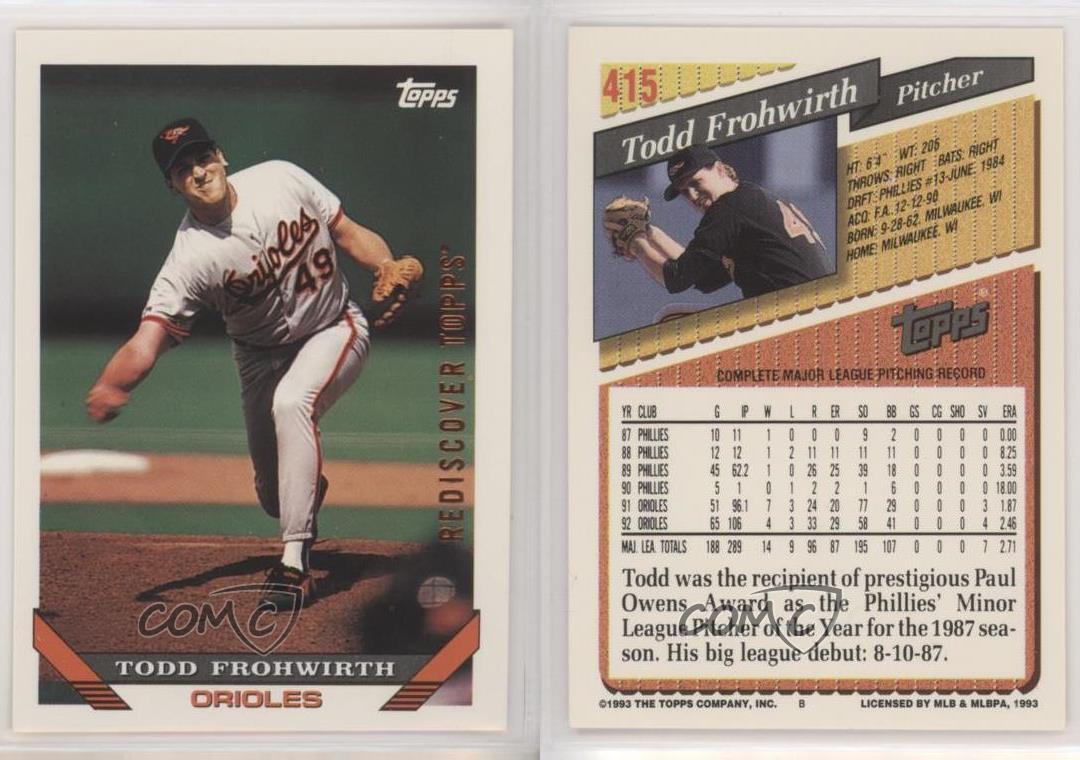 topps
Orioles
49
REDISCOVER TOPPS
COMC
TODD FROHWIRTH
ORIOLES
415
Todd Frohwirth
Pitcher
HT: 6'4" WT: 205
THROWS: RIGHT BATS: RIGHT
DRFT: PHILLIES #13-JUNE, 1984
ACQ: F.A., 12-12-90
BORN: 9-28-62, MILWAUKEE, WI
HOME: MILWAUKEE, WI
topps®
COMPLETE MAJOR LEAGUE PITCHING RECORD
YR CLUB G IP W L R ER SO BB GS CG SHO SV ERA
87 PHILLIES 10 11 1 0 0 0 9 2 0 0 0 0 0.00
88 PHILLIES 12 12 1 2 11 11 11 11 0 0 0 0 8.25
89 PHILLIES 45 62.2 1 0 26 25 39 18 0 0 0 0 3.59
90 PHILLIES 5 1 0 1 2 2 1 6 0 0 0 0 18.00
91 ORIOLES 51 96.1 7 3 24 20 77 29 0 0 0 3 1.87
92 ORIOLES 65 106 4 3 33 29 58 41 0 0 0 4 2.46
MAJ. LEA. TOTALS 188 289 14 9 96 87 195 107 0 0 0 7 2.71
Todd was the recipient of prestigious Paul
Owens Award as the Phillies' Minor
League Pitcher of the Year for the 1987 sea-
son. His big league debut: 8-10-87.
COMC
©1993 THE TOPPS COMPANY, INC. B LICENSED BY MLB & MLBPA, 1993